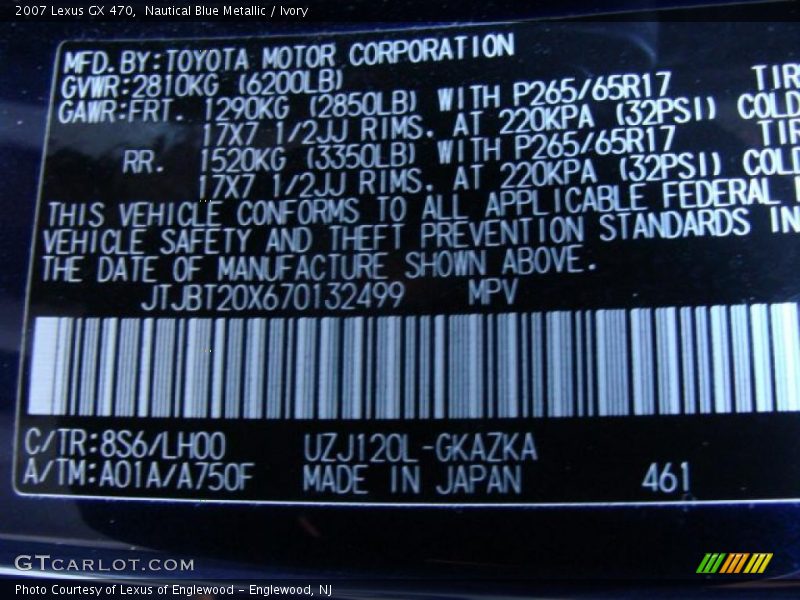 2007 Lexus GX 470, Nautical Blue Metallic / Ivory
MFD.BY:TOYOTA MOTOR CORPORATION
GVWR:2810KG (6200LB)
GAWR:FRT. 1290KG (2850LB) WITH P265/65R17 TIR
17X7 1/2JJ RIMS. AT 220KPA (32PSI) COLD
RR. 1520KG (3350LB) WITH P265/65R17 TIR
17X7 1/2JJ RIMS. AT 220KPA (32PSI) COLD
THIS VEHICLE CONFORMS TO ALL APPLICABLE FEDERAL
VEHICLE SAFETY AND THEFT PREVENTION STANDARDS IN
THE DATE OF MANUFACTURE SHOWN ABOVE.
JTJBT20X670132499 MPV
C/TR:8S6/LH00 UZJ120L-GKAZKA
A/TM:A01A/A750F MADE IN JAPAN 461
GTCARLOT.COM
Photo Courtesy of Lexus of Englewood - Englewood, NJ